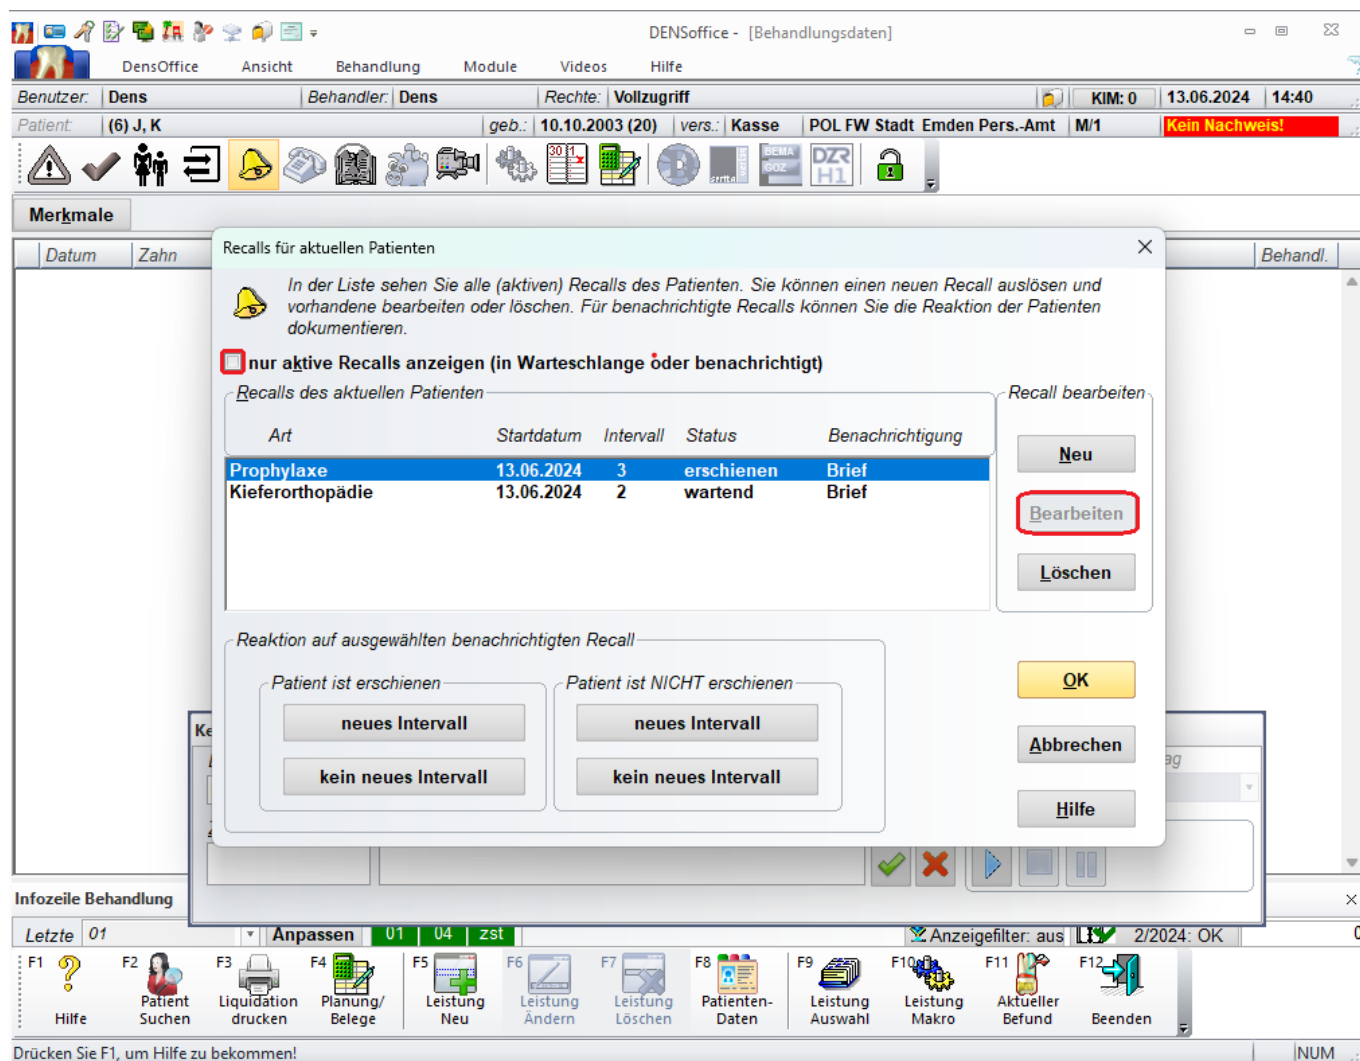 DENSoffice - [Behandlungsdaten]
DensOffice Ansicht Behandlung Module Videos Hilfe
Benutzer: Dens Behandler: Dens Rechte: Vollzugriff KIM: 0 13.06.2024 14:40
Patient: (6) J, K geb.: 10.10.2003 (20) vers.: Kasse POL FW Stadt Emden Pers.-Amt M/1 Kein Nachweis!
30 1
BEMA GOZ
DZR H1
Merkmale
Datum Zahn Behandl.
Recalls für aktuellen Patienten
In der Liste sehen Sie alle (aktiven) Recalls des Patienten. Sie können einen neuen Recall auslösen und
vorhandene bearbeiten oder löschen. Für benachrichtigte Recalls können Sie die Reaktion der Patienten
dokumentieren.
nur aktive Recalls anzeigen (in Warteschlange oder benachrichtigt)
Recalls des aktuellen Patienten Recall bearbeiten
Art Startdatum Intervall Status Benachrichtigung
Neu
Prophylaxe 13.06.2024 3 erschienen Brief
Kieferorthopädie 13.06.2024 2 wartend Brief
Bearbeiten
Löschen
Reaktion auf ausgewählten benachrichtigten Recall
Patient ist erschienen Patient ist NICHT erschienen
OK
neues Intervall neues Intervall
Abbrechen
kein neues Intervall kein neues Intervall
Hilfe
Infozeile Behandlung
Letzte 01 Anpassen 01 04 zst Anzeigefilter: aus 2/2024: OK
F1 F2 F3 F4 F5 F6 F7 F8 F9 F10 F11 F12
Patient Liquidation Planung/ Leistung Leistung Leistung Patienten- Leistung Leistung Aktueller
Hilfe Suchen drucken Belege Neu Ändern Löschen Daten Auswahl Makro Befund Beenden
Drücken Sie F1, um Hilfe zu bekommen! NUM